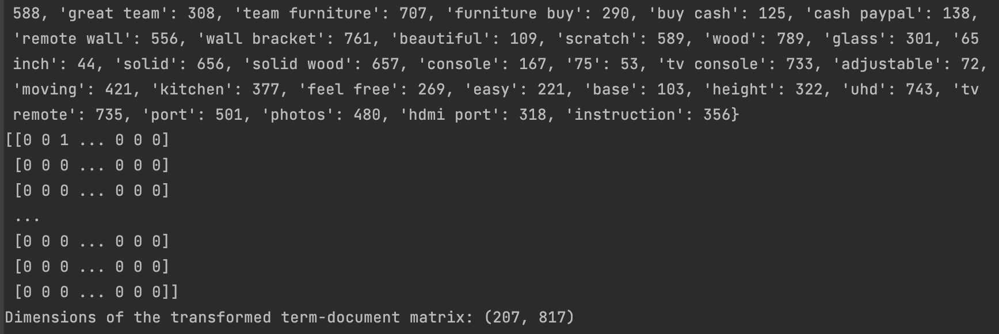 588, 'great team': 308, 'team furniture': 707, 'furniture buy': 290, 'buy cash': 125, 'cash paypal': 138,
'remote wall': 556, 'wall bracket': 761, 'beautiful': 109, 'scratch': 589, 'wood': 789, 'glass': 301, '65
inch': 44, 'solid': 656, 'solid wood': 657, 'console': 167, '75': 53, 'tv console': 733, 'adjustable': 72,
'moving': 421, 'kitchen': 377, 'feel free': 269, 'easy': 221, 'base': 103, 'height': 322, 'uhd': 743, 'tv
remote': 735, 'port': 501, 'photos': 480, 'hdmi port': 318, 'instruction': 356}
[[0 0 1 ... 0 0 0]
[0 0 0 ... 0 0 0]
[0 0 0 ... 0 0 0]
...
[0 0 0 ... 0 0 0]
[0 0 0 ... 0 0 0]
[0 0 0 ... 0 0 0]]
Dimensions of the transformed term-document matrix: (207, 817)